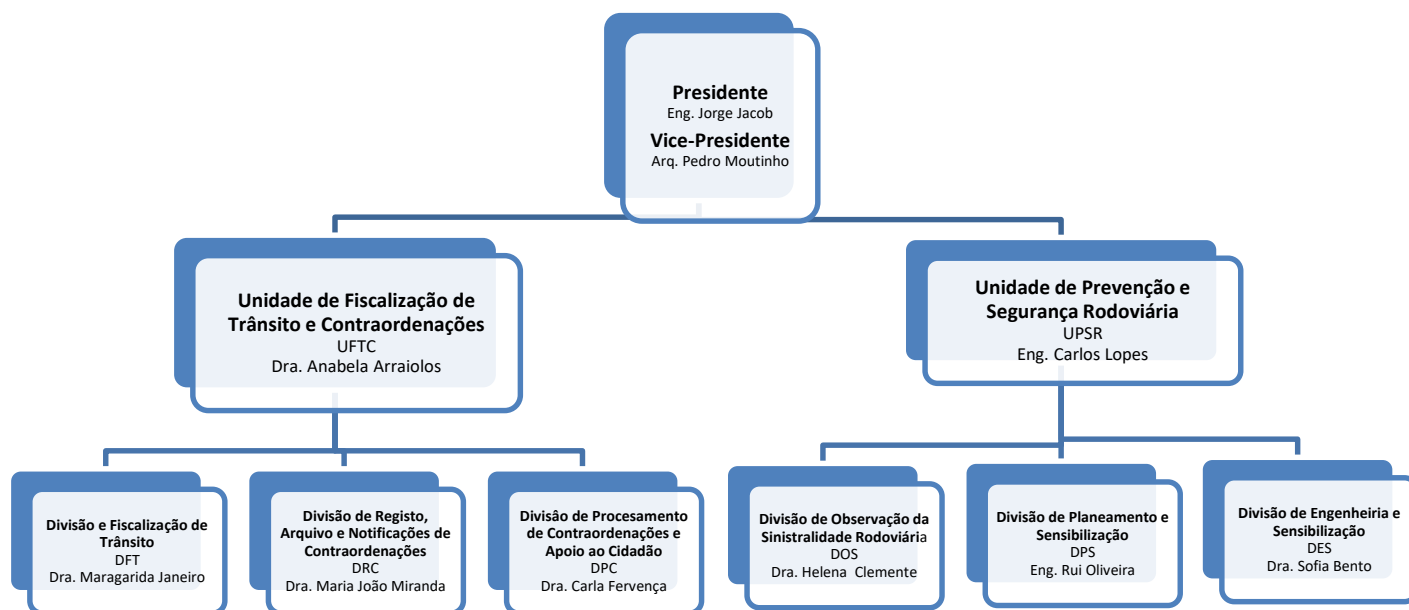 Presidente
Eng. Jorge Jacob
Vice-Presidente
Arq. Pedro Moutinho
Unidade de Fiscalização de
Trânsito e Contraordenações
UFTC
Dra. Anabela Arraiolos
Unidade de Prevenção e
Segurança Rodoviária
UPSR
Eng. Carlos Lopes
Divisão e Fiscalização de
Trânsito
DFT
Dra. Maragarida Janeiro
Divisão de Registo,
Arquivo e Notificações de
Contraordenações
DRC
Dra. Maria João Miranda
Divisâo de Procesamento
de Contraordenações e
Apoio ao Cidadão
DPC
Dra. Carla Fervença
Divisão de Observação da
Sinistralidade Rodoviária
DOS
Dra. Helena Clemente
Divisão de Planeamento e
Sensibilização
DPS
Eng. Rui Oliveira
Divisão de Engenheiria e
Sensibilização
DES
Dra. Sofia Bento